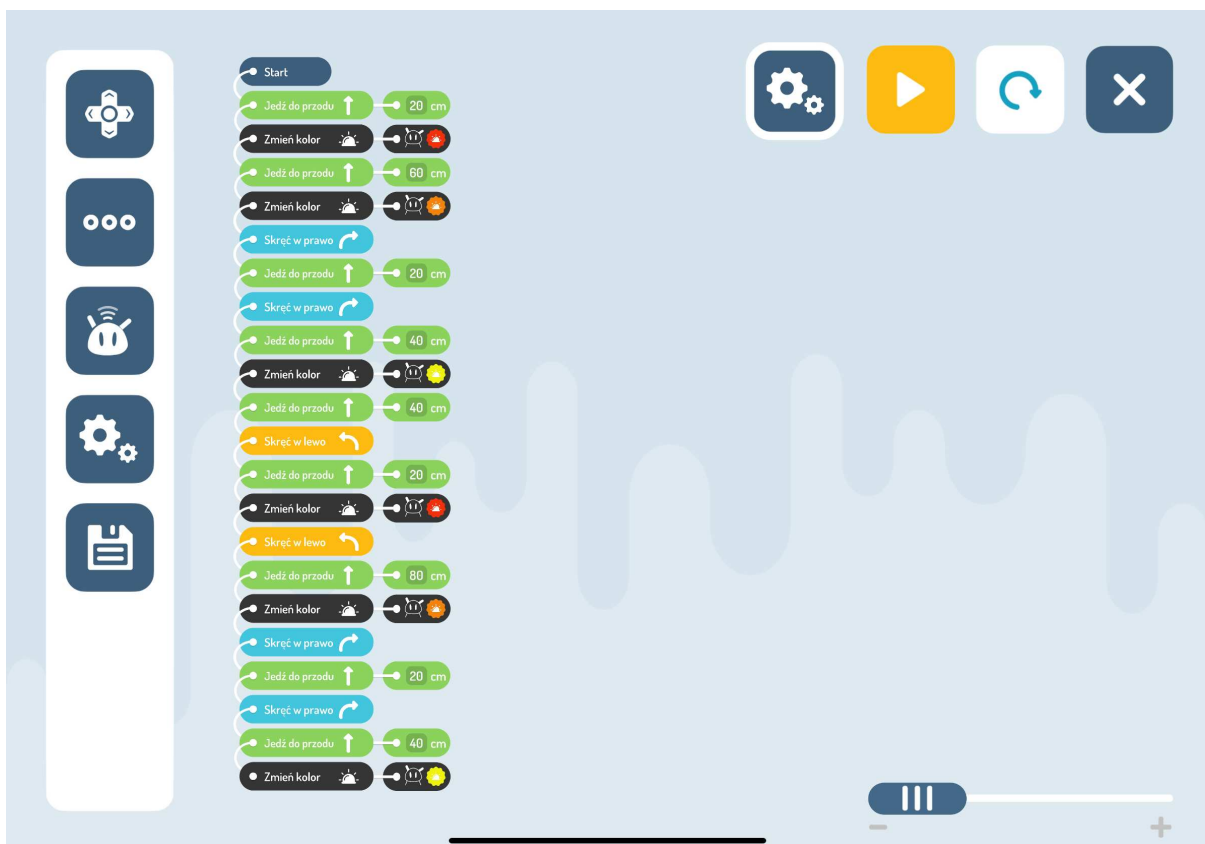 Start
Jedź do przodu 20 cm
Zmień kolor
Jedź do przodu 60 cm
Zmień kolor
Skręć w prawo
Jedź do przodu 20 cm
Skręć w prawo
Jedź do przodu 40 cm
Zmień kolor
Jedź do przodu 40 cm
Skręć w lewo
Jedź do przodu 20 cm
Zmień kolor
Skręć w lewo
Jedź do przodu 80 cm
Zmień kolor
Skręć w prawo
Jedź do przodu 20 cm
Skręć w prawo
Jedź do przodu 40 cm
Zmień kolor